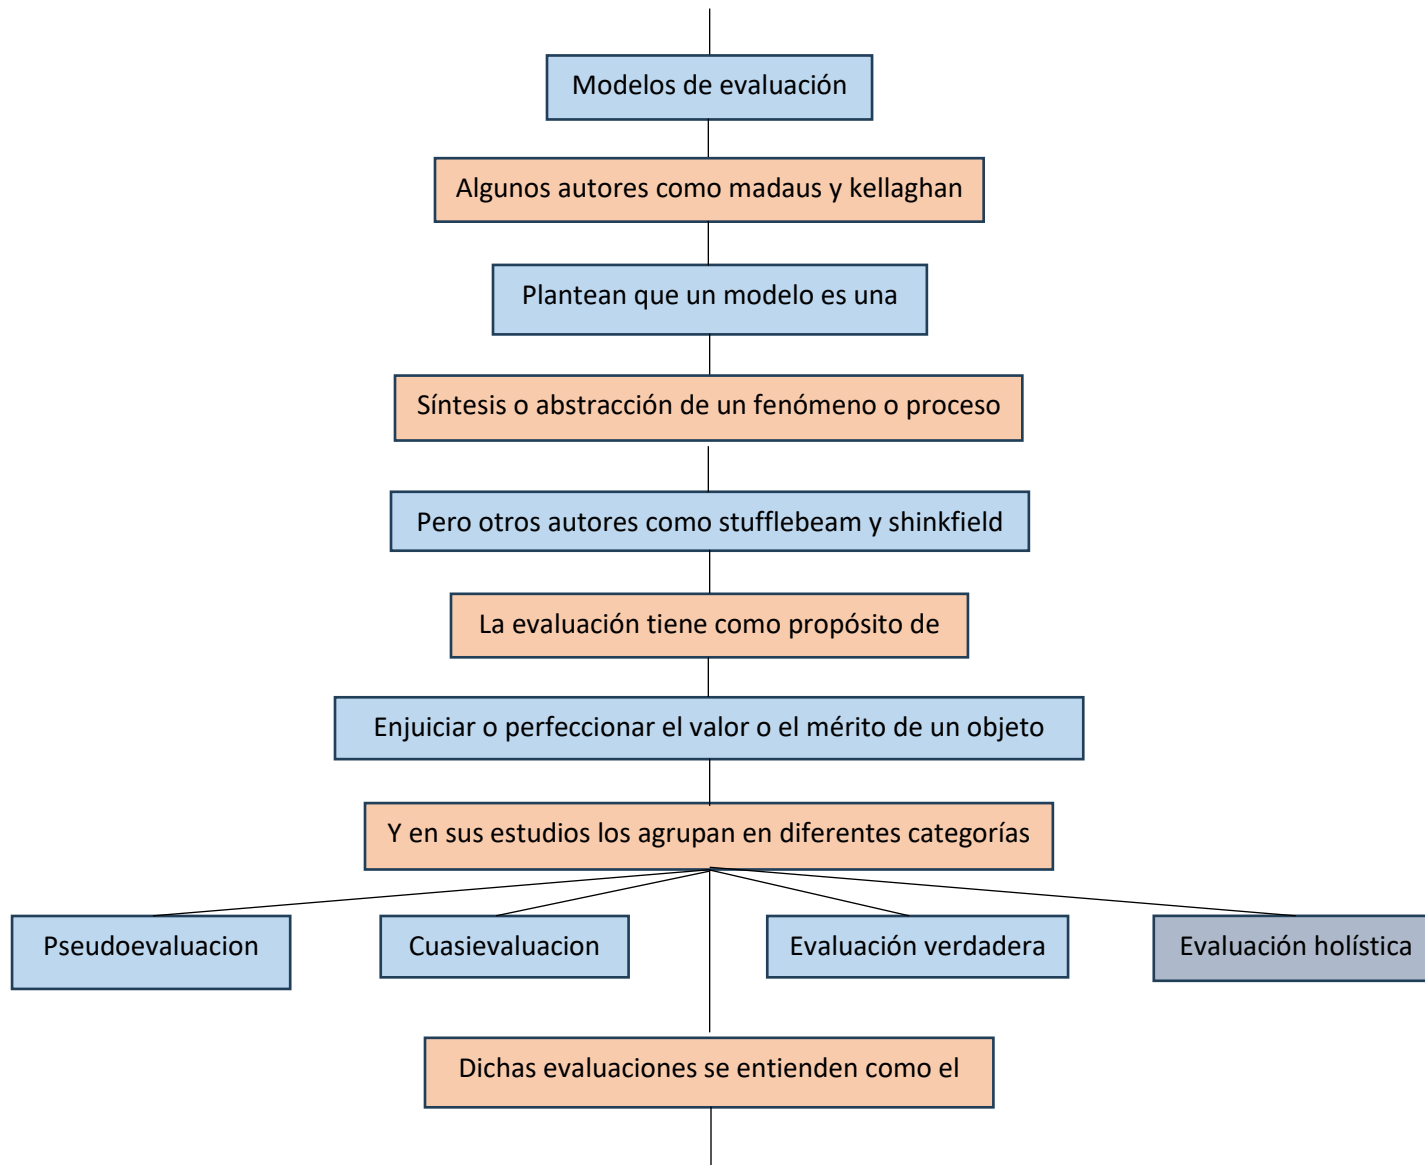 Modelos de evaluación
Algunos autores como madaus y kellaghan
Plantean que un modelo es una
Síntesis o abstracción de un fenómeno o proceso
Pero otros autores como stufflebeam y shinkfield
La evaluación tiene como propósito de
Enjuiciar o perfeccionar el valor o el mérito de un objeto
Y en sus estudios los agrupan en diferentes categorías
Pseudoevaluacion
Cuasievaluacion
Evaluación verdadera
Evaluación holística
Dichas evaluaciones se entienden como el